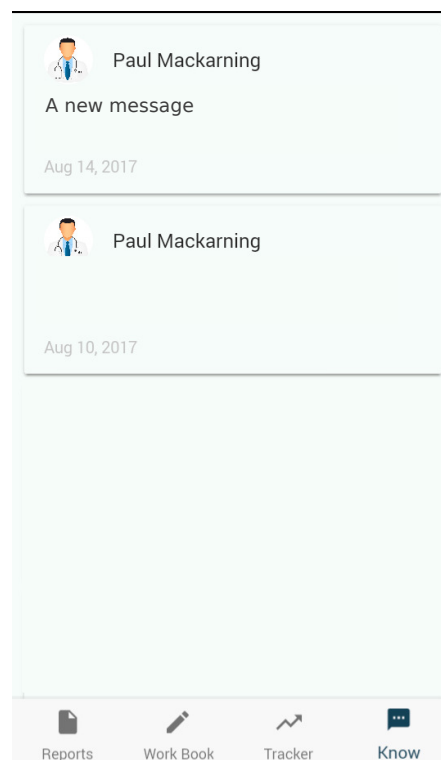 Paul Mackarning
A new message
Aug 14, 2017
Paul Mackarning
Aug 10, 2017
Reports Work Book Tracker Know